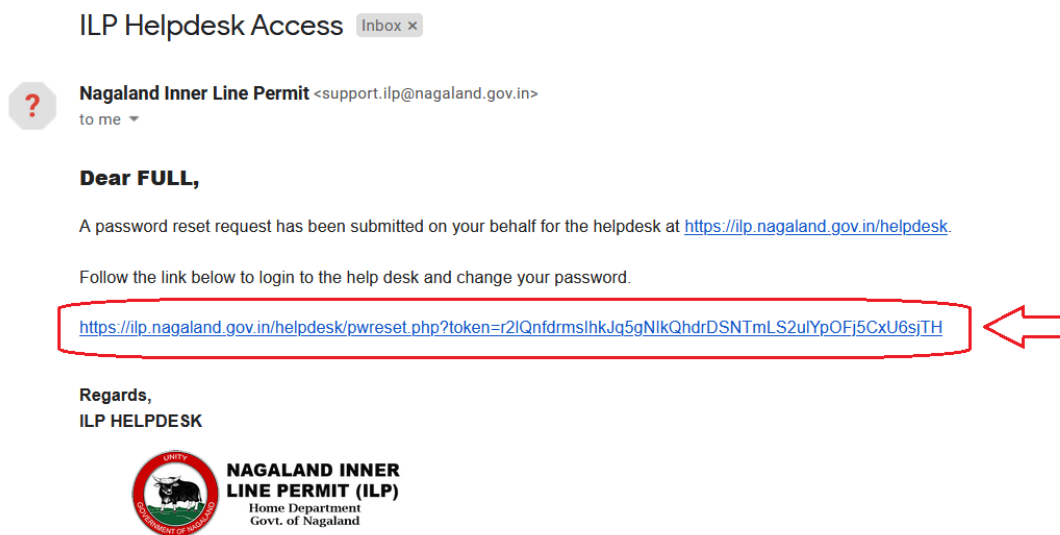 ILP Helpdesk Access Inbox ×
?
Nagaland Inner Line Permit <support.ilp@nagaland.gov.in>
to me
Dear FULL,
A password reset request has been submitted on your behalf for the helpdesk at https://ilp.nagaland.gov.in/helpdesk.
Follow the link below to login to the help desk and change your password.
https://ilp.nagaland.gov.in/helpdesk/pwreset.php?token=r2lQnfdrmslhkJq5gNlkQhdrDSNTmLS2ulYpOFj5CxU6sjTH
Regards,
ILP HELPDESK
UNITY
GOVERNMENT OF NAGALAND
NAGALAND INNER
LINE PERMIT (ILP)
Home Department
Govt. of Nagaland